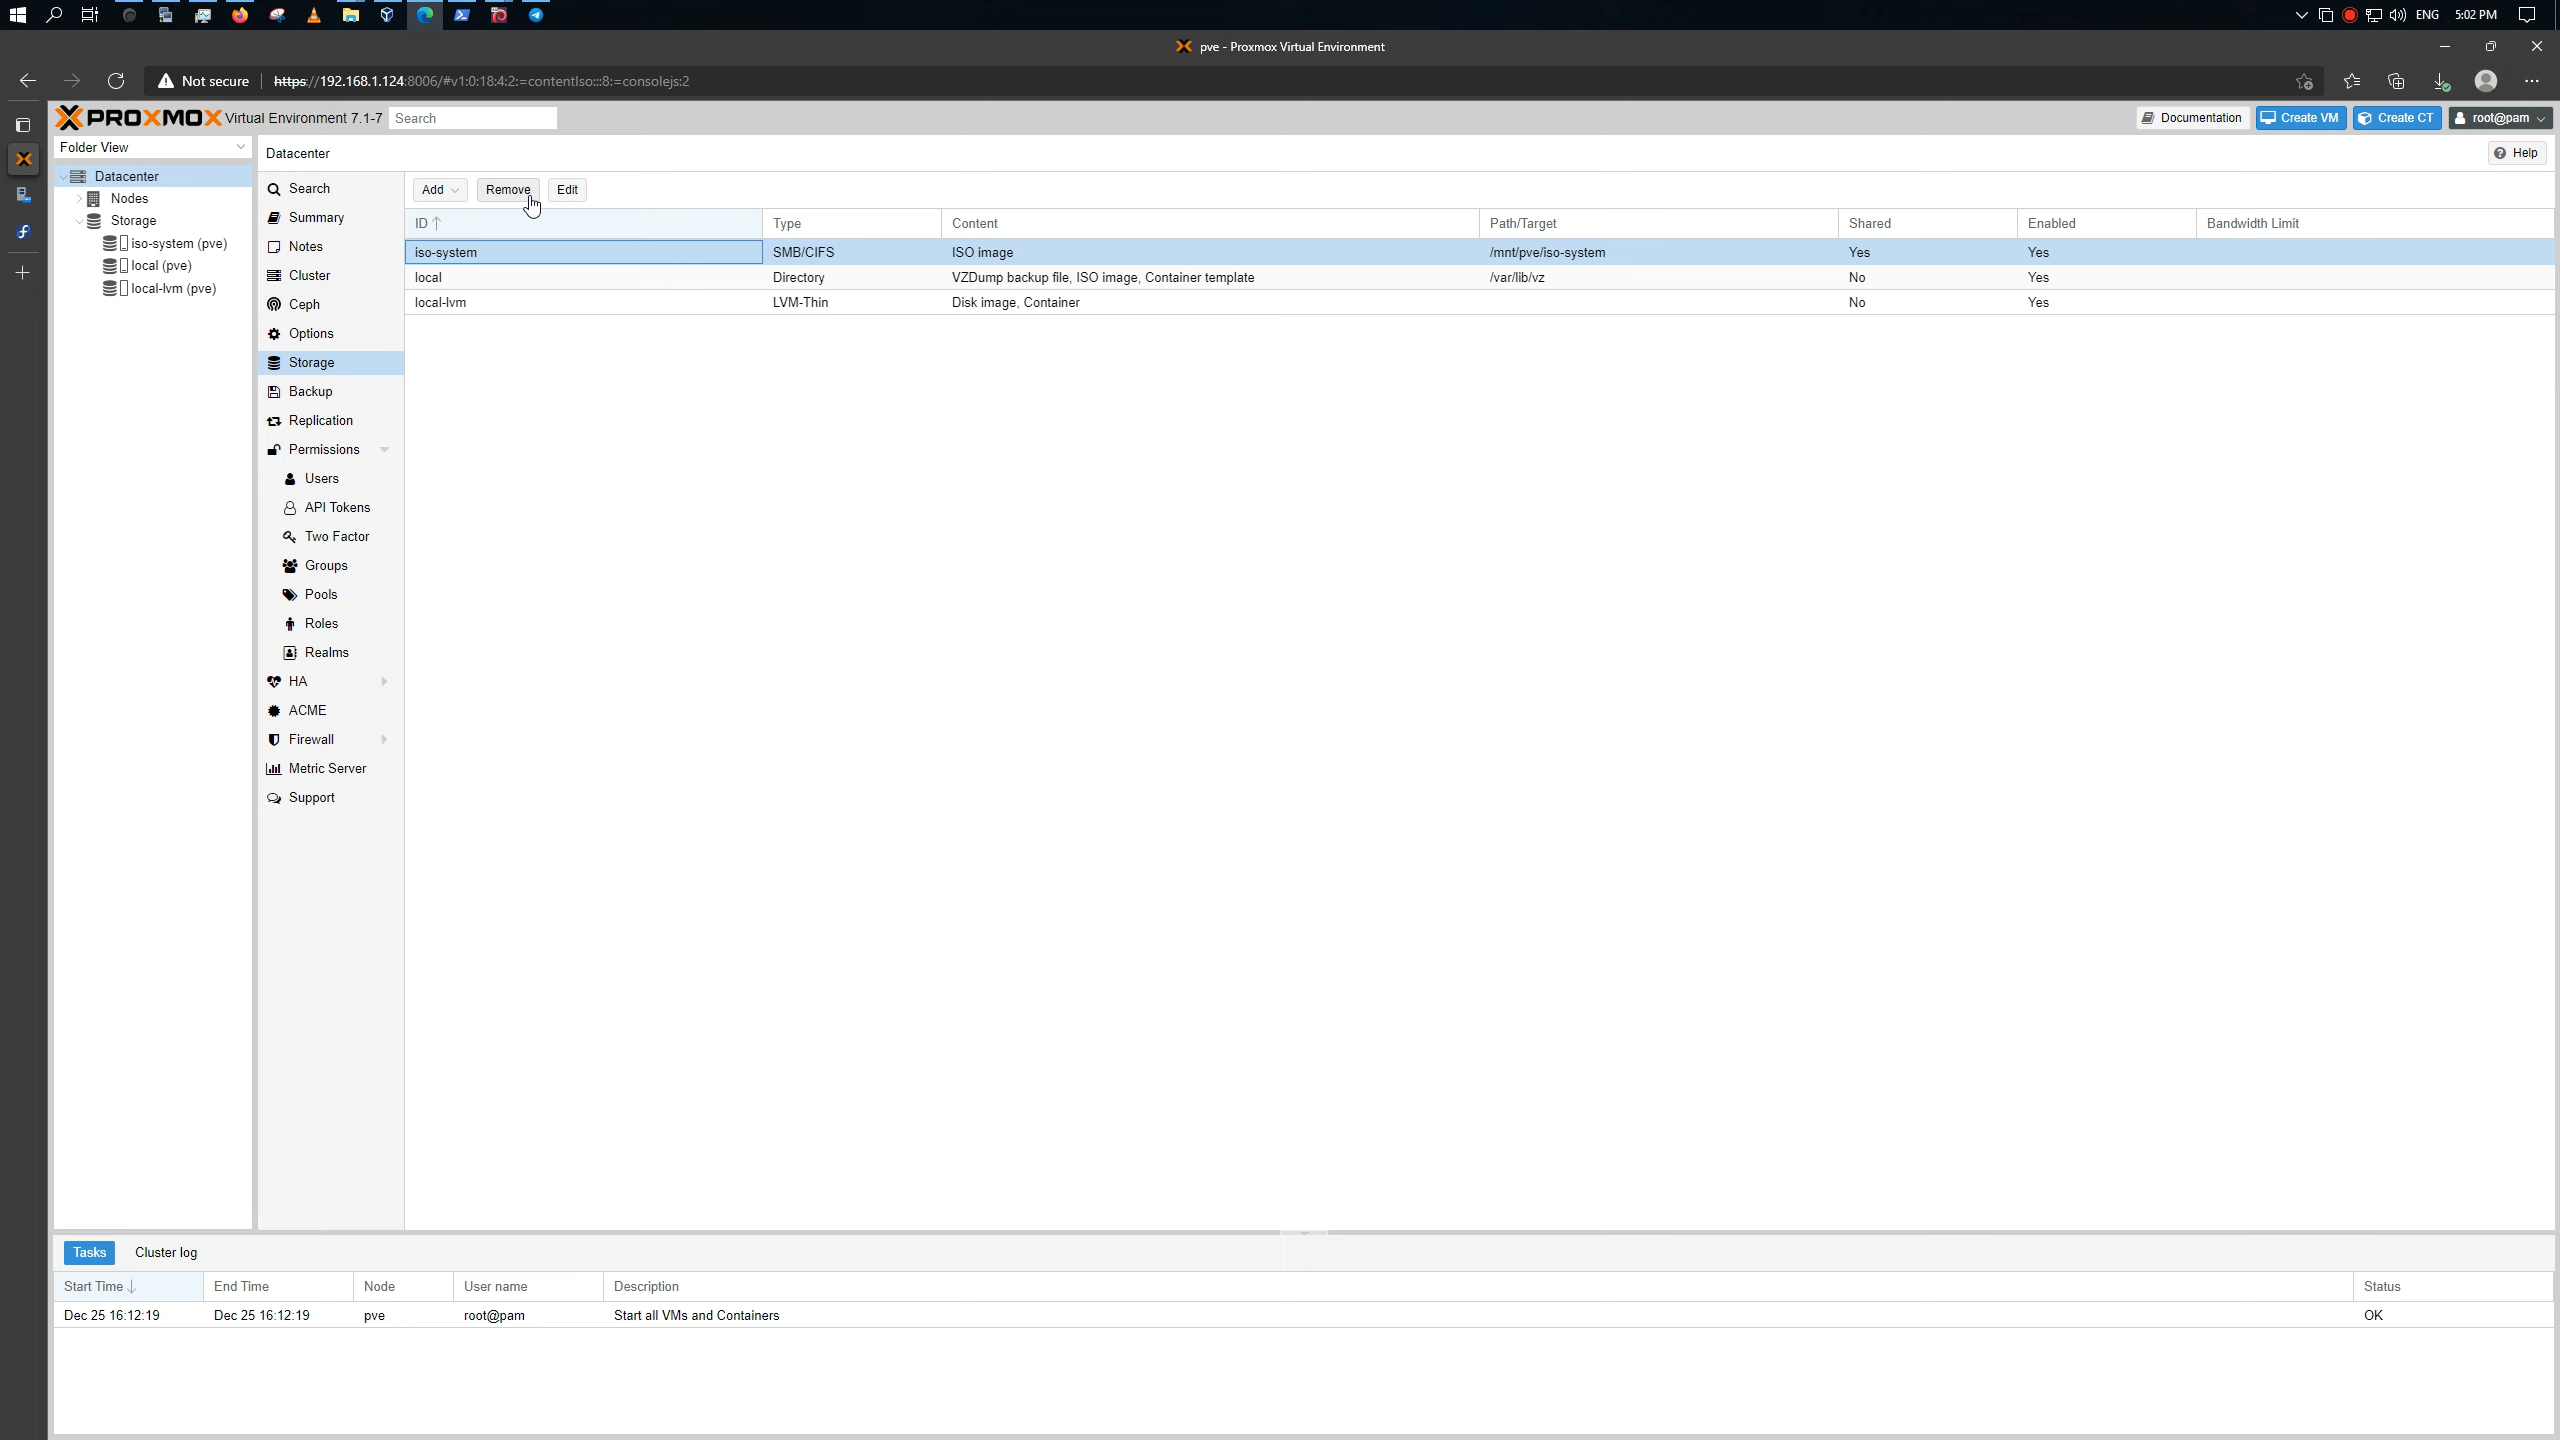 ENG 5:02 PM
pve - Proxmox Virtual Environment
Not secure https://192.168.1.124:8006/#v1:0:18:4:2:=contentIso:::8:=consolejs:2
PROXMOX Virtual Environment 7.1-7 Search Documentation Create VM Create CT root@pam
Folder View
Datacenter
Nodes
Storage
iso-system (pve)
local (pve)
local-lvm (pve)
Datacenter Help
Search
Summary
Notes
Cluster
Ceph
Options
Storage
Backup
Replication
Permissions
Users
API Tokens
Two Factor
Groups
Pools
Roles
Realms
HA
ACME
Firewall
Metric Server
Support
Add Remove Edit
ID Type Content Path/Target Shared Enabled Bandwidth Limit
iso-system SMB/CIFS ISO image /mnt/pve/iso-system Yes Yes
local Directory VZDump backup file, ISO image, Container template /var/lib/vz No Yes
local-lvm LVM-Thin Disk image, Container No Yes
Tasks Cluster log
Start Time End Time Node User name Description Status
Dec 25 16:12:19 Dec 25 16:12:19 pve root@pam Start all VMs and Containers OK